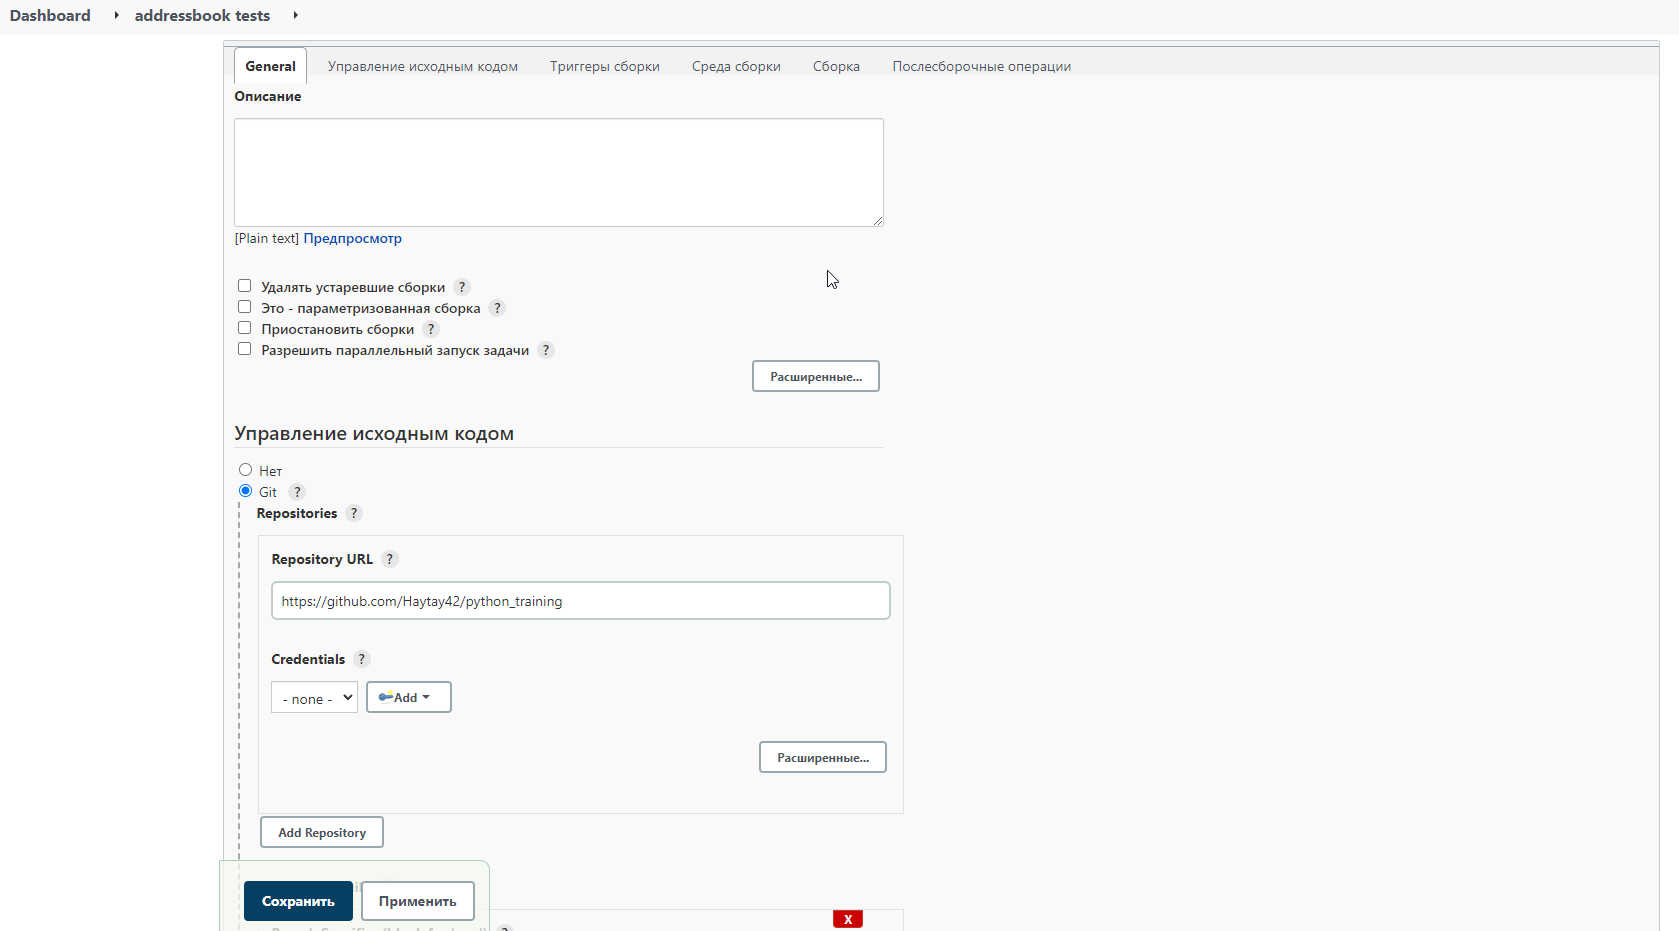 Dashboard addressbook tests
General Управление исходным кодом Триггеры сборки Среда сборки Сборка Послесборочные операции
Описание
[Plain text] Предпросмотр
Удалять устаревшие сборки ?
Это - параметризованная сборка ?
Приостановить сборки ?
Разрешить параллельный запуск задачи ?
Расширенные...
Управление исходным кодом
Нет
Git ?
Repositories ?
Repository URL ?
https://github.com/Haytay42/python_training
Credentials ?
- none - Add
Расширенные...
Add Repository
Сохранить Применить
X